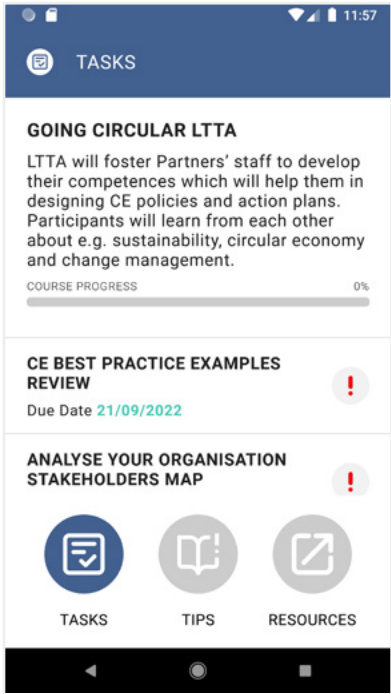 11:57
TASKS
GOING CIRCULAR LTTA
LTTA will foster Partners' staff to develop
their competences which will help them in
designing CE policies and action plans.
Participants will learn from each other
about e.g. sustainability, circular economy
and change management.
COURSE PROGRESS 0%
CE BEST PRACTICE EXAMPLES
REVIEW
Due Date 21/09/2022
ANALYSE YOUR ORGANISATION
STAKEHOLDERS MAP
TASKS TIPS RESOURCES